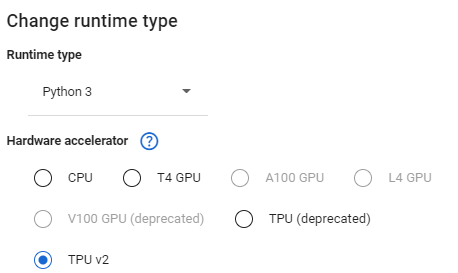 Change runtime type
Runtime type
Python 3
Hardware accelerator ?
CPU T4 GPU A100 GPU L4 GPU
V100 GPU (deprecated) TPU (deprecated)
TPU v2